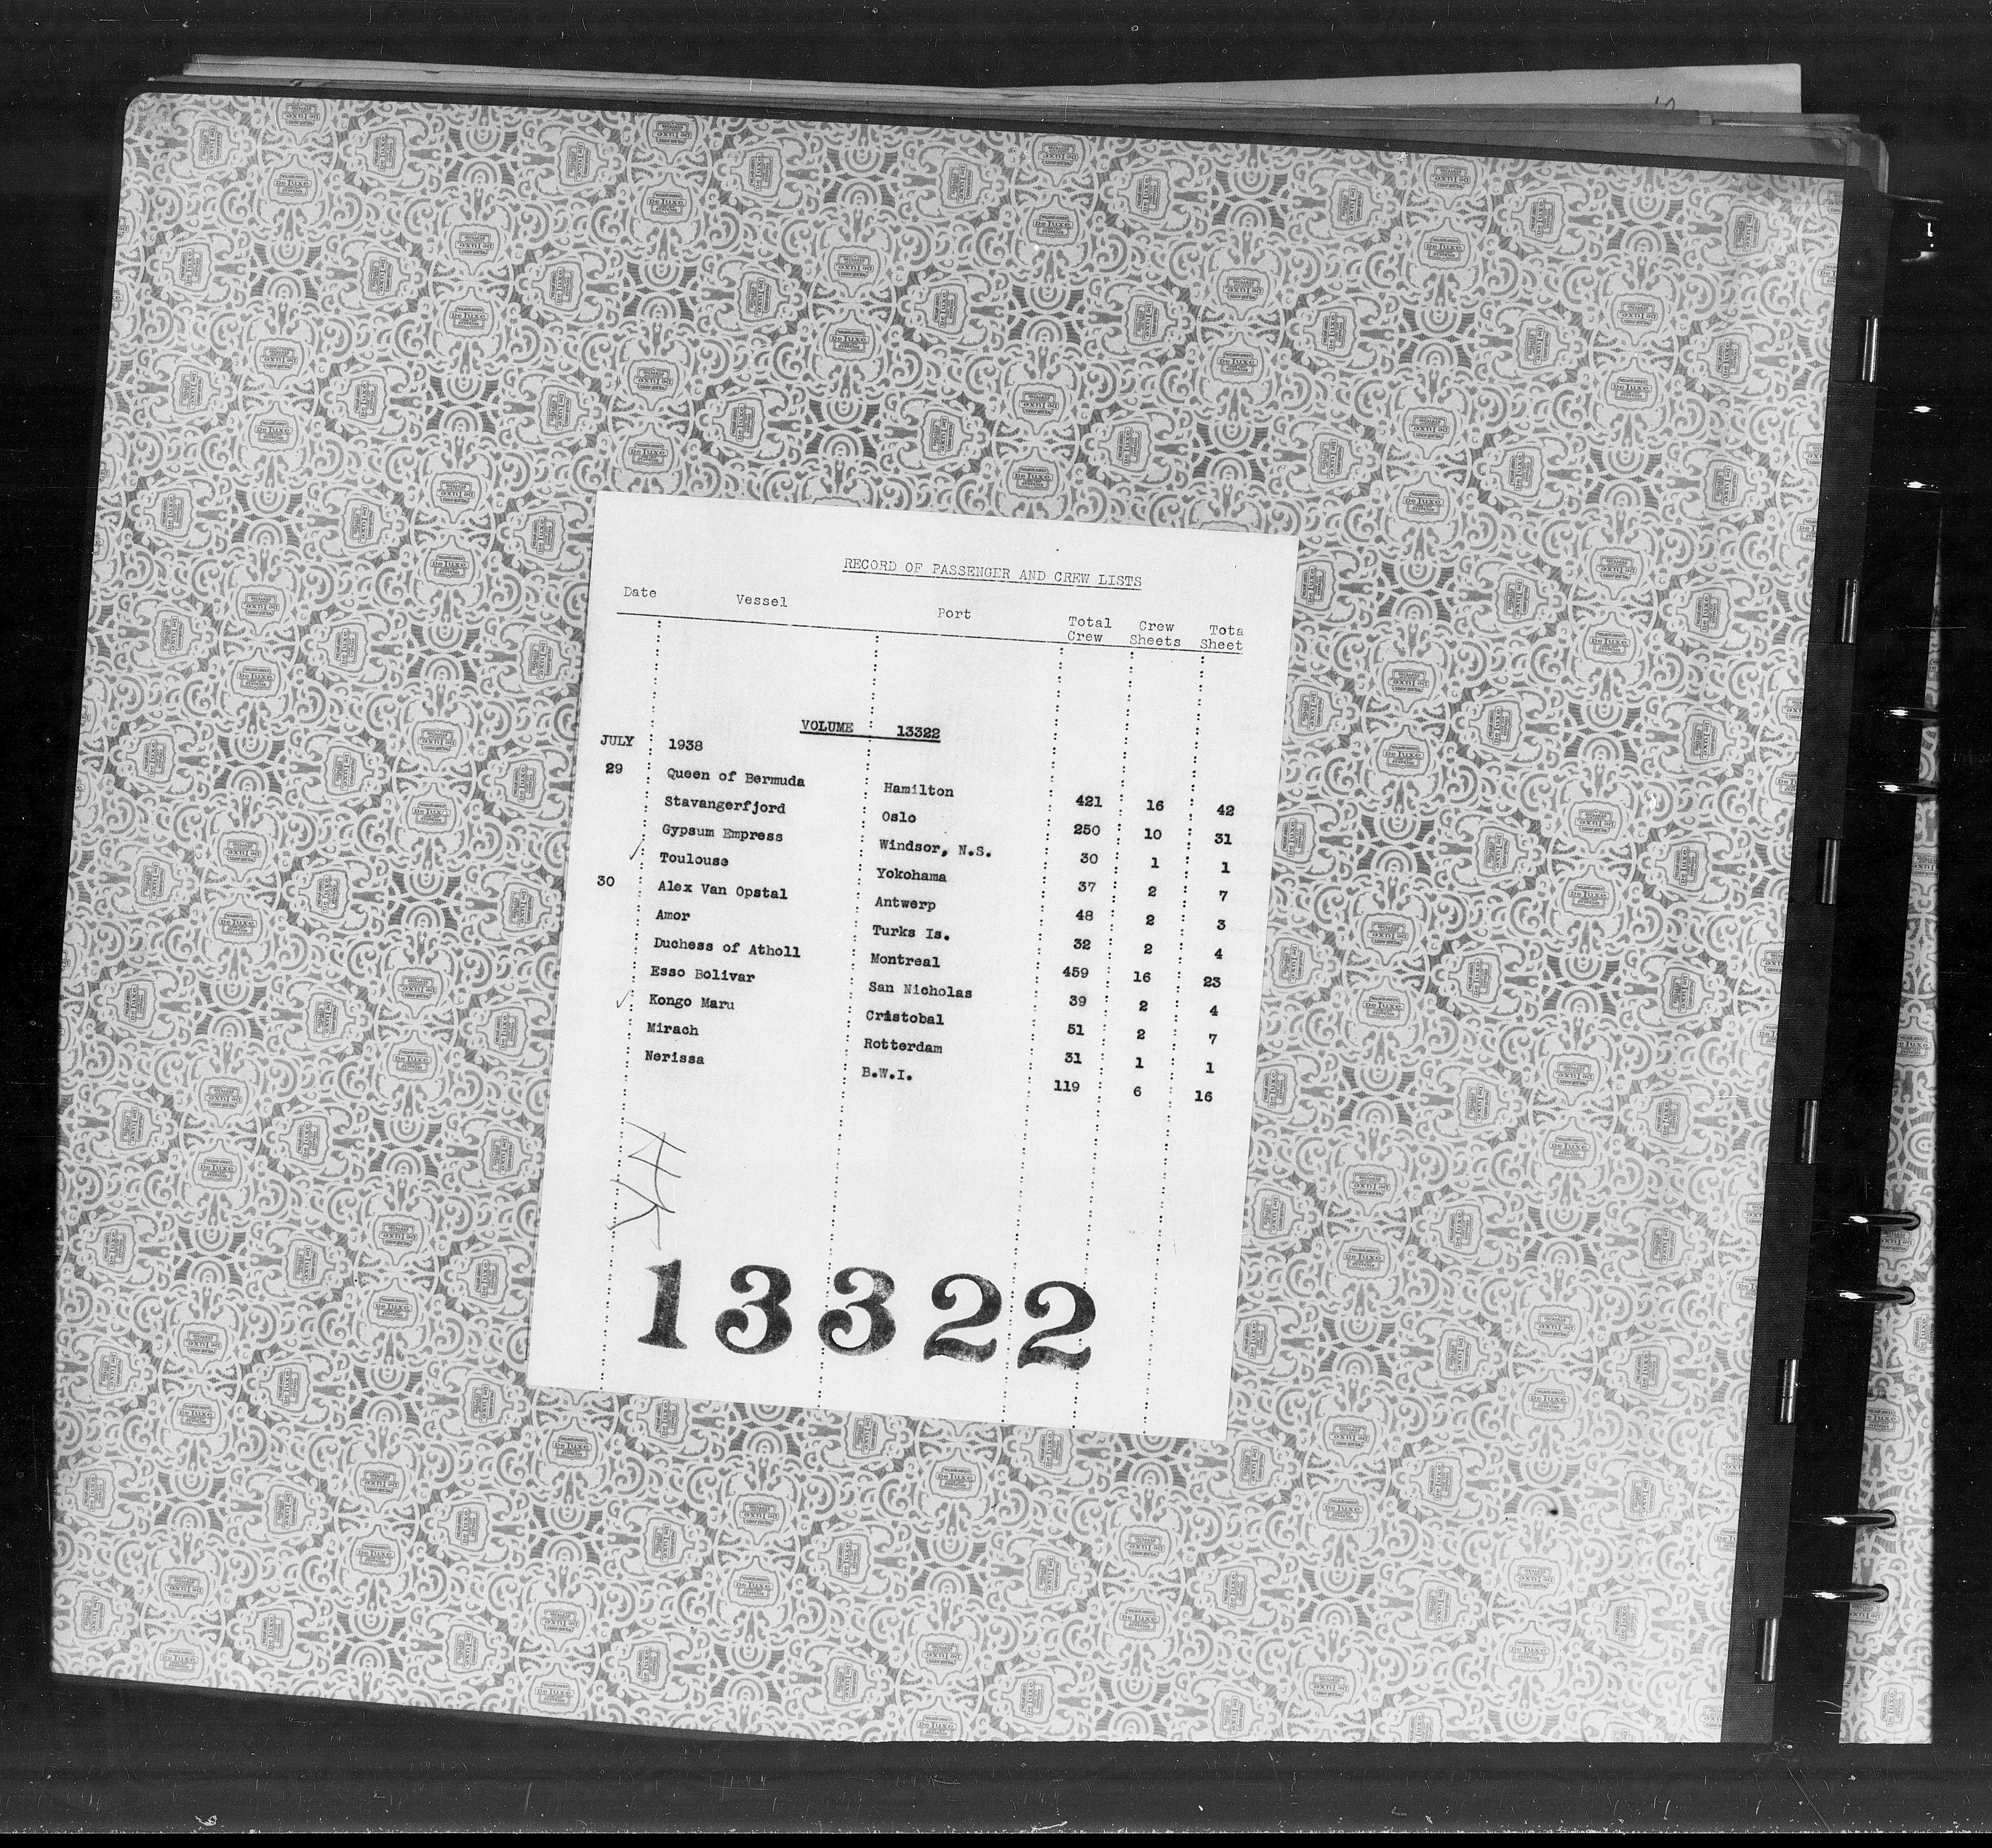 RECORD OF PASSENGER AND CREW LISTS
Date Vessel Port Total Crew Crew Sheets Tota Sheet
VOLUME 13322
JULY 1938
29 Queen of Bermuda Hamilton 421 16 42
Stavangerfjord Oslo 250 10 31
Gypsum Empress Windsor, N.S. 30 1 1
Toulouse Yokohama 37 2 7
30 Alex Van Opstal Antwerp 48 2 3
Amor Turks Is. 32 2 4
Duchess of Atholl Montreal 459 16 23
Esso Bolivar San Nicholas 39 2 4
Kongo Maru Cristobal 51 2 7
Mirach Rotterdam 31 1 1
Nerissa B.W.I. 119 6 16
13322